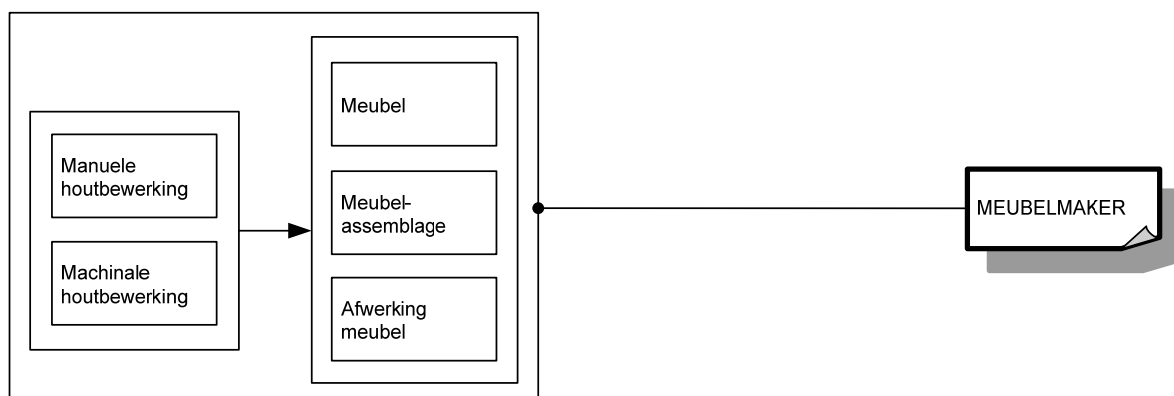 Manuele
houtbewerking
Machinale
houtbewerking
Meubel
Meubel-
assemblage
Afwerking
meubel
MEUBELMAKER